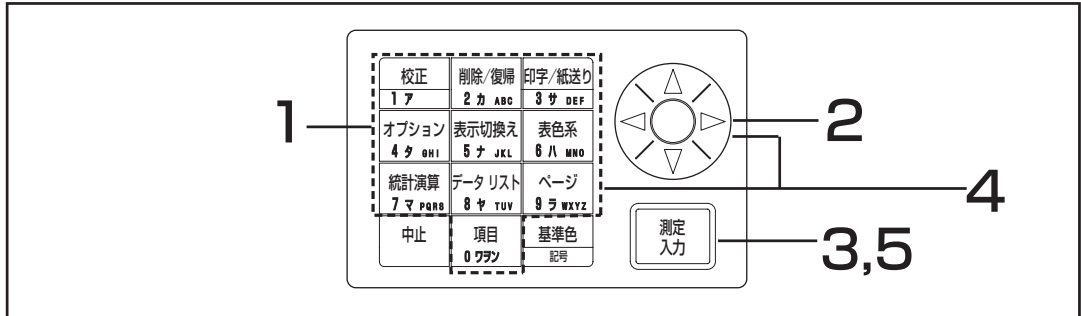 校正 削除/復帰 印字/紙送り
1 ア 2 カ ABC 3 サ DEF
オプション 表示切換え 表色系
4 タ GHI 5 ナ JKL 6 ハ MNO
統計演算 データ リスト ページ
7 マ PQRS 8 ヤ TUV 9 ラ WXYZ
中止 項目 基準色
0 ワヲン 記号
測定
入力
1
2
4
3,5